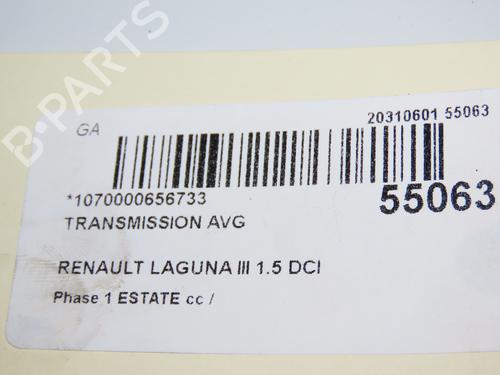 B-PARTS
GA
20310601 55063
*1070000656733
55063
TRANSMISSION AVG
RENAULT LAGUNA III 1.5 DCI
Phase 1 ESTATE cc /